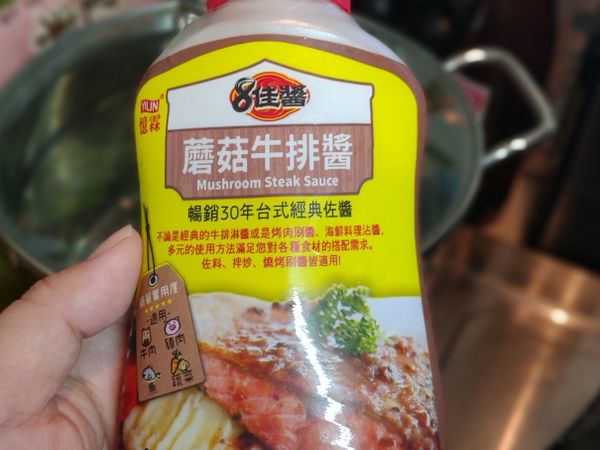 YILIN
憶霖
8佳醬
蘑菇牛排醬
Mushroom Steak Sauce
暢銷30年台式經典佐醬
不論是經典的牛排淋醬或是烤肉刷醬、海鮮料理沾醬，
多元的使用方法滿足您對各種食材的搭配需求。
佐料、拌炒、燒烤刷醬皆適用!
-適用-
牛肉
豬肉
魚
蔬菜